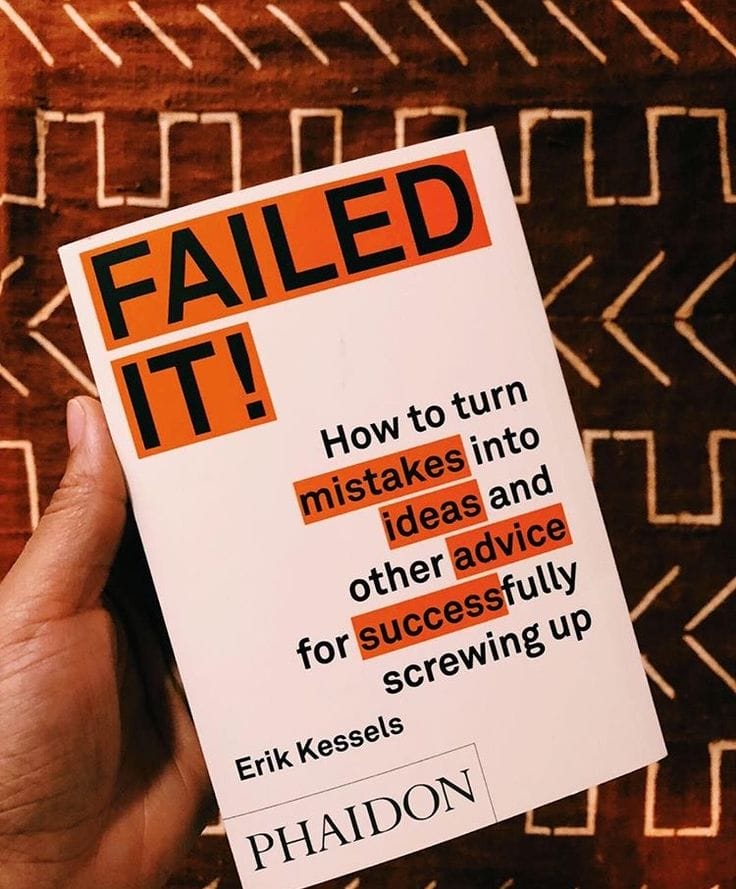 FAILED
IT!
How to turn
mistakes into
ideas and
other advice
for successfully
screwing up
Erik Kessels
PHAIDON